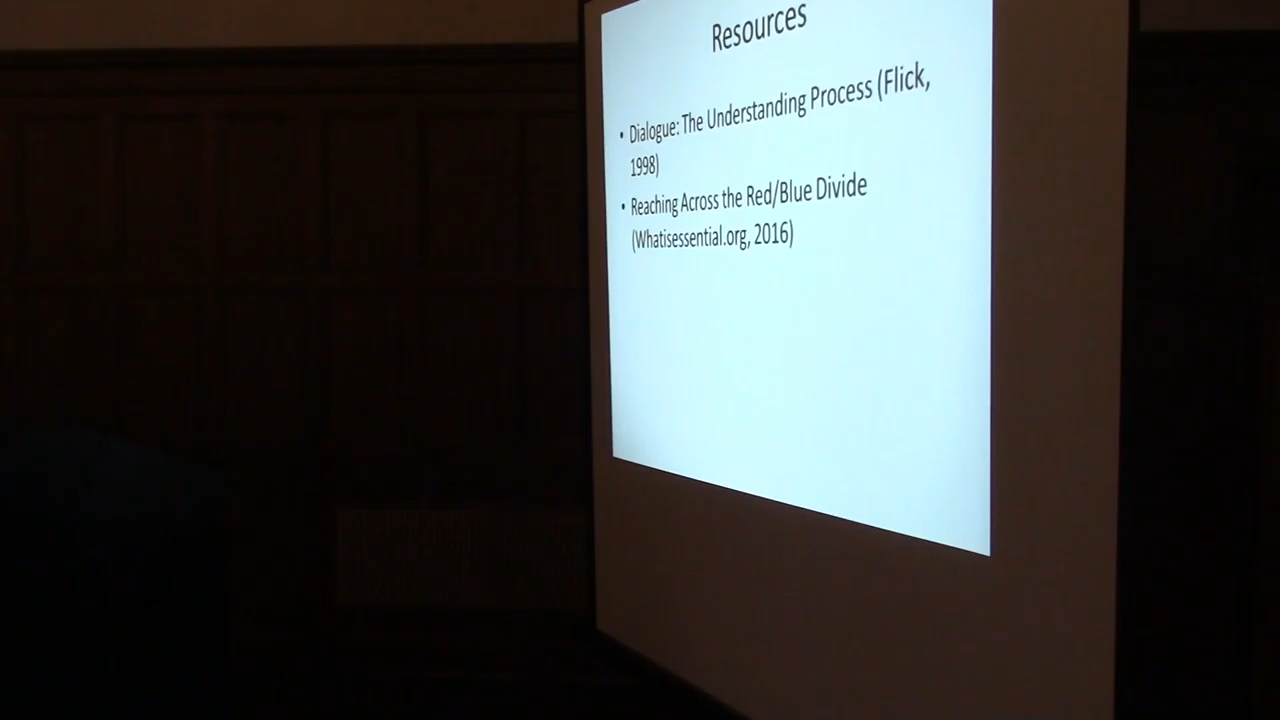 Resources
• Dialogue: The Understanding Process (Flick,
1998)
• Reaching Across the Red/Blue Divide
(Whatisessential.org, 2016)